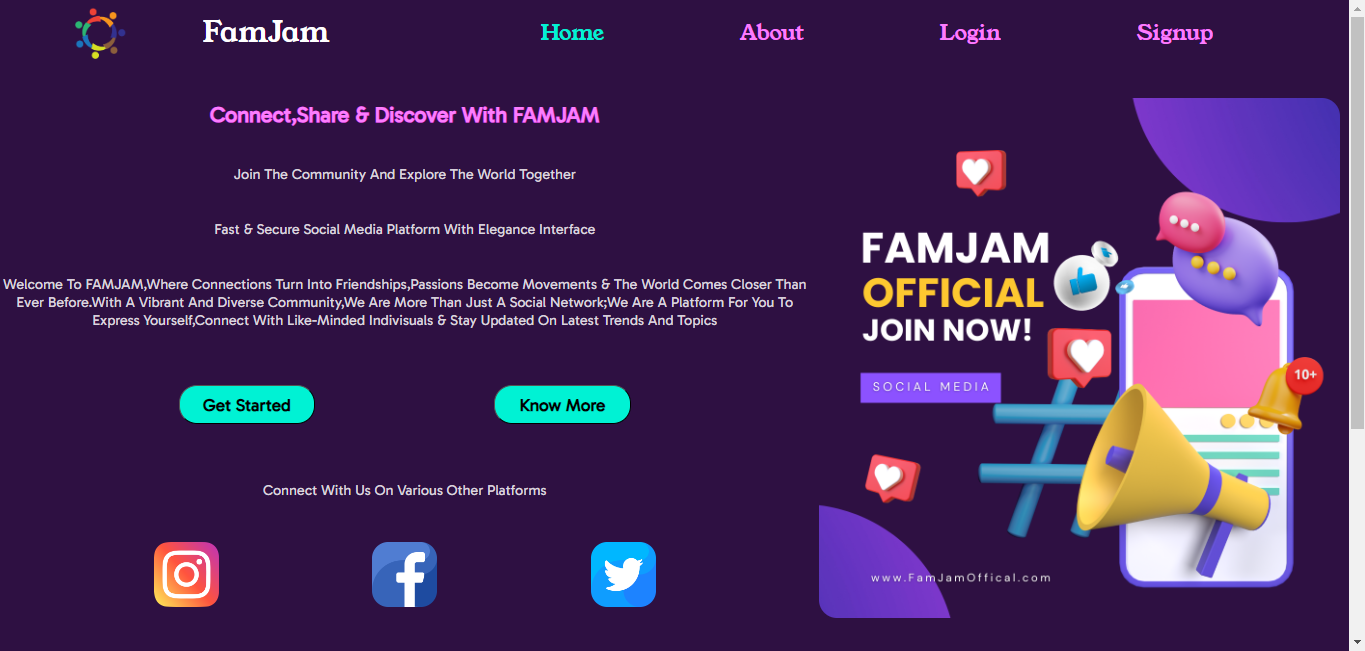 FamJam
Home
About
Login
Signup
Connect,Share & Discover With FAMJAM
Join The Community And Explore The World Together
Fast & Secure Social Media Platform With Elegance Interface
Welcome To FAMJAM,Where Connections Turn Into Friendships,Passions Become Movements & The World Comes Closer Than
Ever Before.With A Vibrant And Diverse Community,We Are More Than Just A Social Network;We Are A Platform For You To
Express Yourself,Connect With Like-Minded Indivisuals & Stay Updated On Latest Trends And Topics
Get Started
Know More
Connect With Us On Various Other Platforms
FAMJAM
OFFICIAL
JOIN NOW!
SOCIAL MEDIA
10+
www.FamJamOffical.com